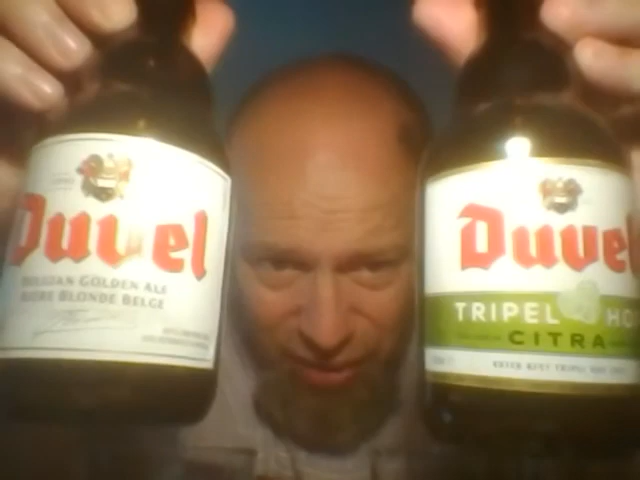 Duvel
BELGIAN GOLDEN ALE
BIÈRE BLONDE BELGE
Duvel
TRIPEL HO
CITRA